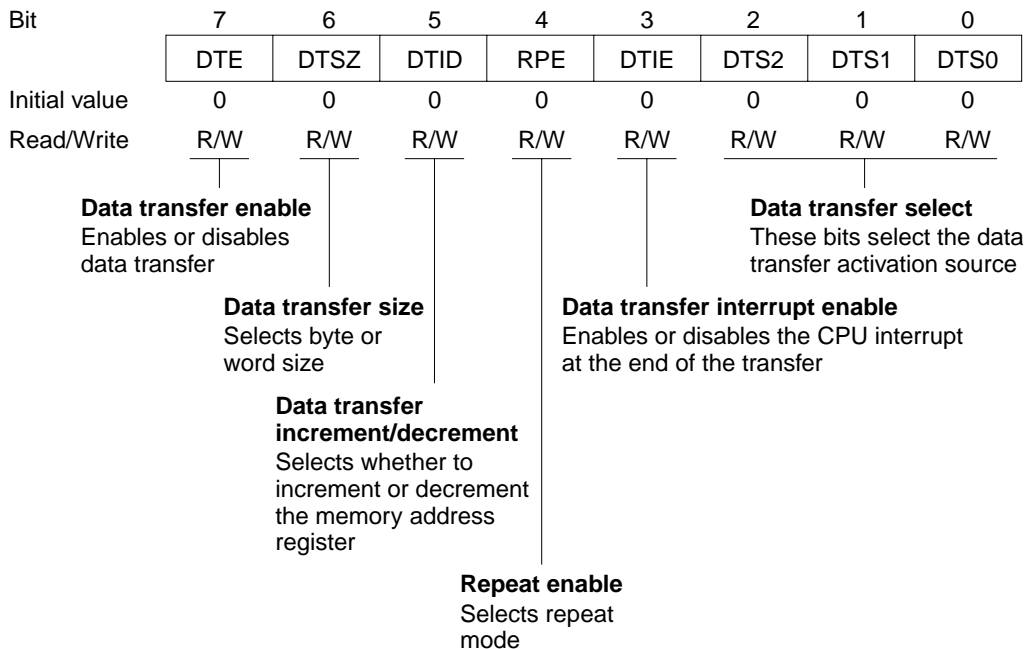 Bit 7 6 5 4 3 2 1 0
DTE DTSZ DTID RPE DTIE DTS2 DTS1 DTS0
Initial value 0 0 0 0 0 0 0 0
Read/Write R/W R/W R/W R/W R/W R/W R/W R/W
Data transfer enable
Enables or disables
data transfer
Data transfer select
These bits select the data
transfer activation source
Data transfer size
Selects byte or
word size
Data transfer interrupt enable
Enables or disables the CPU interrupt
at the end of the transfer
Data transfer
increment/decrement
Selects whether to
increment or decrement
the memory address
register
Repeat enable
Selects repeat
mode